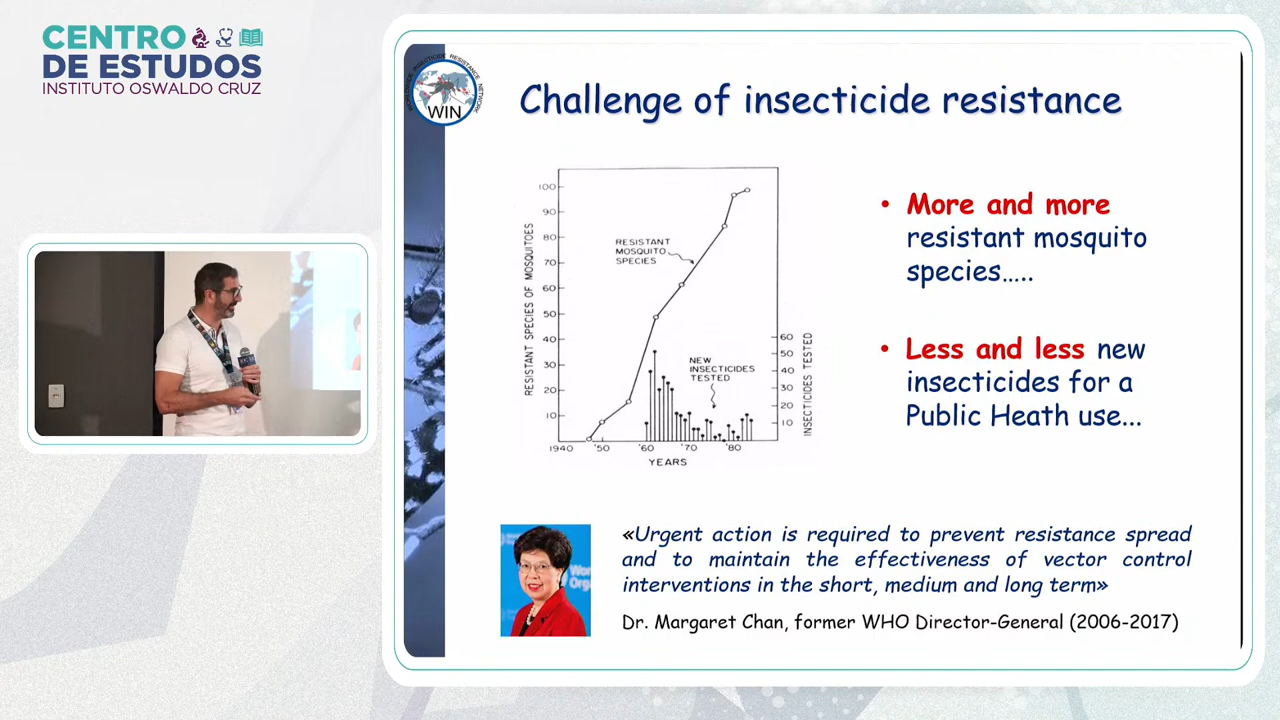 CENTRO
DE ESTUDOS
INSTITUTO OSWALDO CRUZ
WORLDWIDE INSECTICIDE RESISTANCE NETWORK
WIN
Challenge of insecticide resistance
RESISTANT SPECIES OF MOSQUITOES
100
90
80
70
60
50
40
30
20
10
RESISTANT
MOSQUITO
SPECIES
NEW
INSECTICIDES
TESTED
60
50
40
30
20
10
INSECTICIDES TESTED
1940 '50 '60 '70 '80
YEARS
• More and more
resistant mosquito
species.....
• Less and less new
insecticides for a
Public Heath use...
«Urgent action is required to prevent resistance spread
and to maintain the effectiveness of vector control
interventions in the short, medium and long term»
Dr. Margaret Chan, former WHO Director-General (2006-2017)